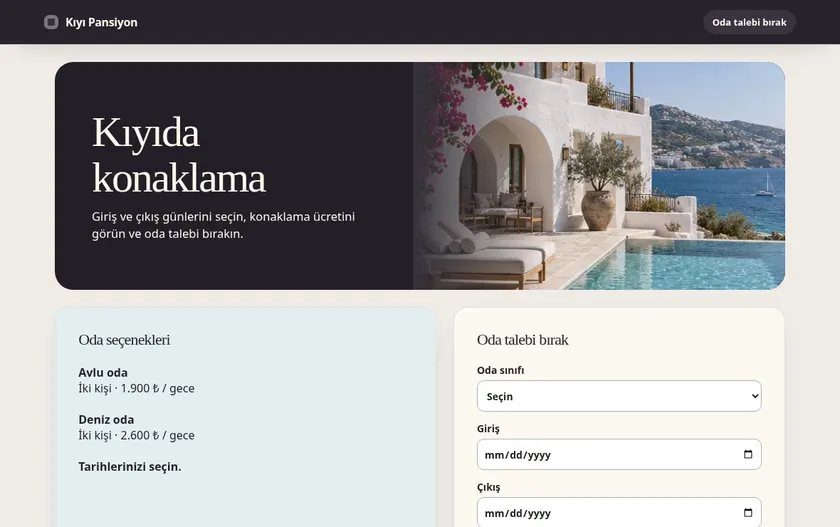 Kıyı Pansiyon
Oda talebi bırak
Kıyıda
konaklama
Giriş ve çıkış günlerini seçin, konaklama ücretini
görün ve oda talebi bırakın.
Oda seçenekleri
Avlu oda
İki kişi · 1.900 ₺ / gece
Deniz oda
İki kişi · 2.600 ₺ / gece
Tarihlerinizi seçin.
Oda talebi bırak
Oda sınıfı
Seçin
Giriş
mm/dd/yyyy
Çıkış
mm/dd/yyyy